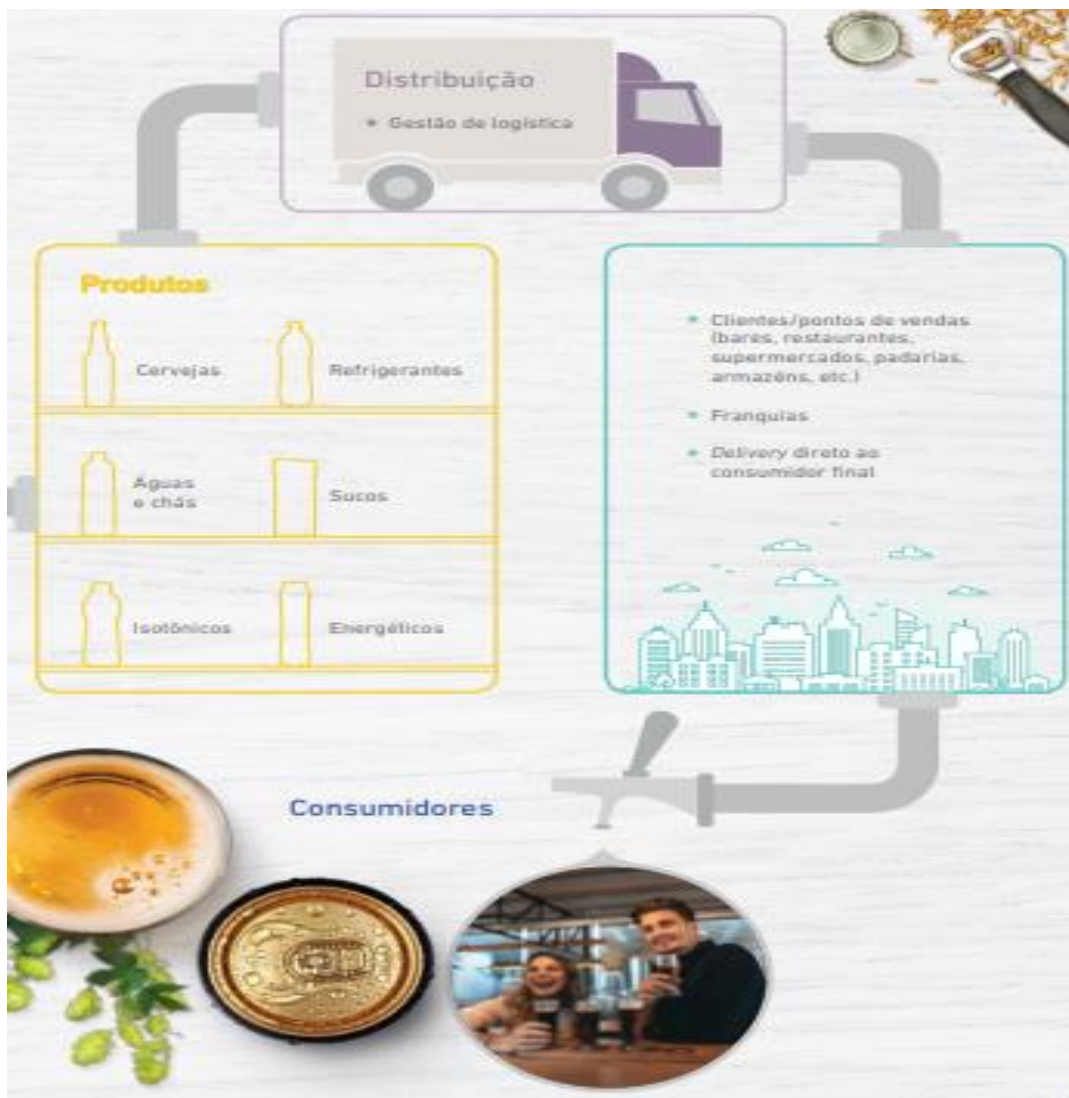 Distribuição
• Gestão de logística
Produtos
Cervejas
Refrigerantes
Águas
e chás
Sucos
Isotônicos
Energéticos
• Clientes/pontos de vendas
(bares, restaurantes,
supermercados, padarias,
armazéns, etc.)
• Franquias
• Delivery direto ao
consumidor final
Consumidores